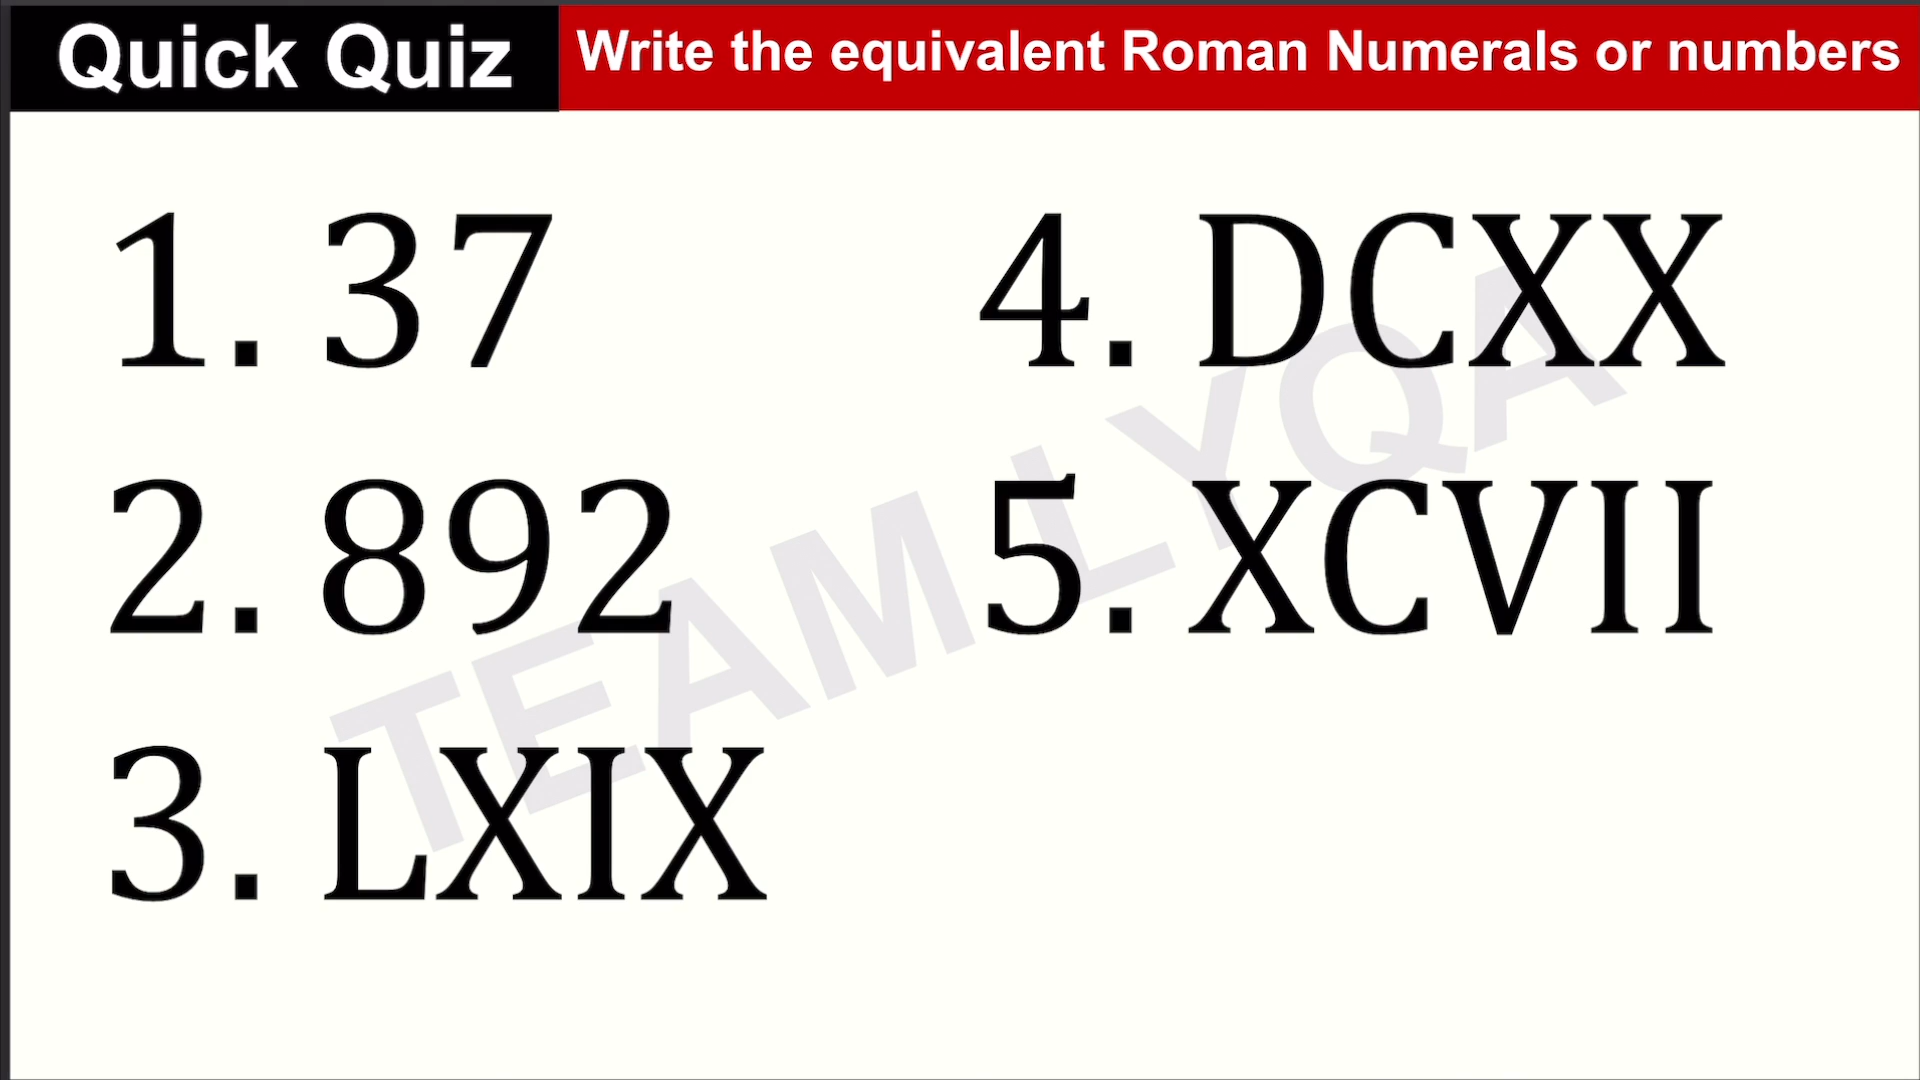 Quick Quiz
Write the equivalent Roman Numerals or numbers
1. 37
2. 892
3. LXIX
4. DCXX
5. XCVII
TEAM LYQA